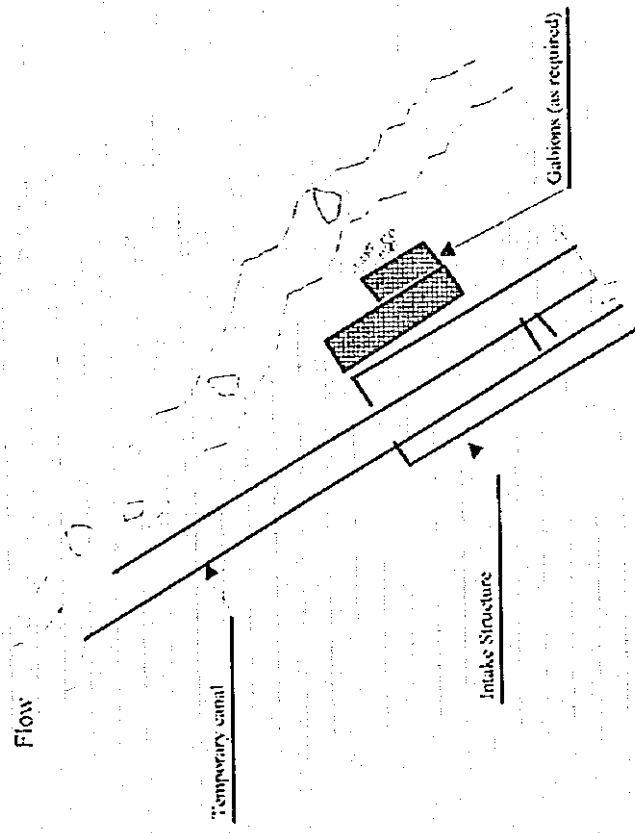 Flow
Temporary canal
Intake Structure
Gabions (as required)